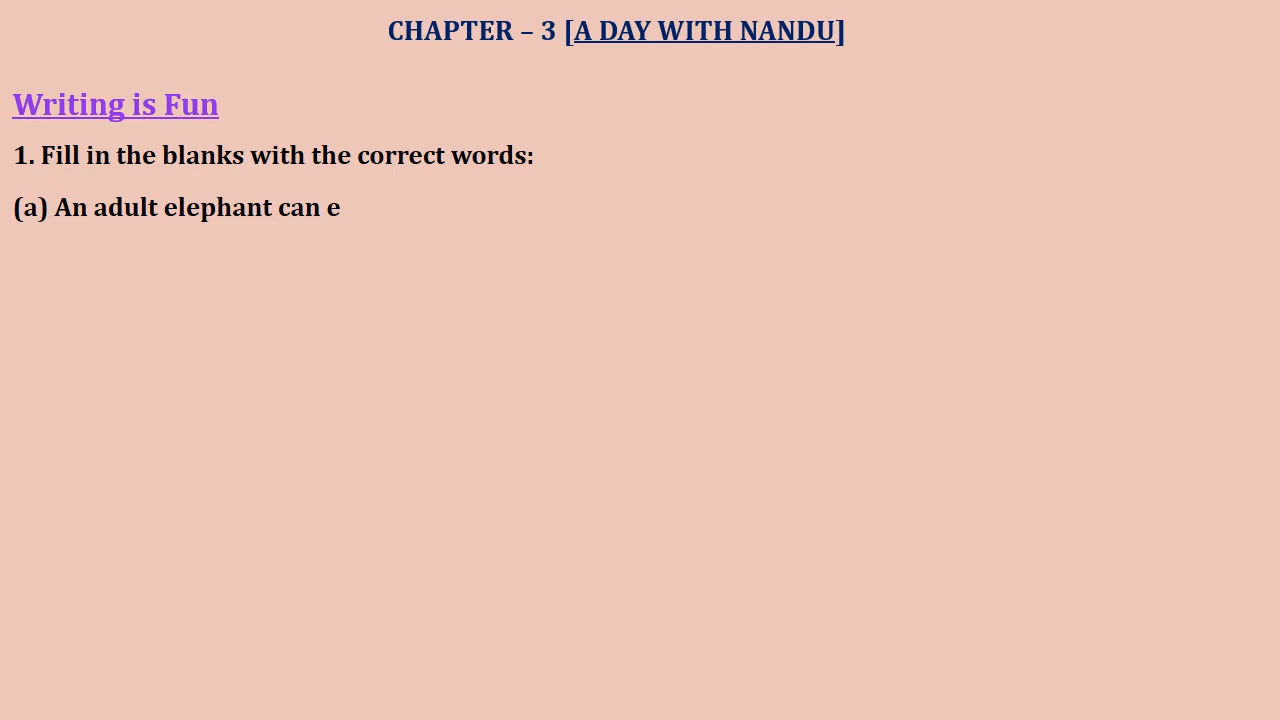 CHAPTER – 3 [A DAY WITH NANDU]
Writing is Fun
1. Fill in the blanks with the correct words:
(a) An adult elephant can e